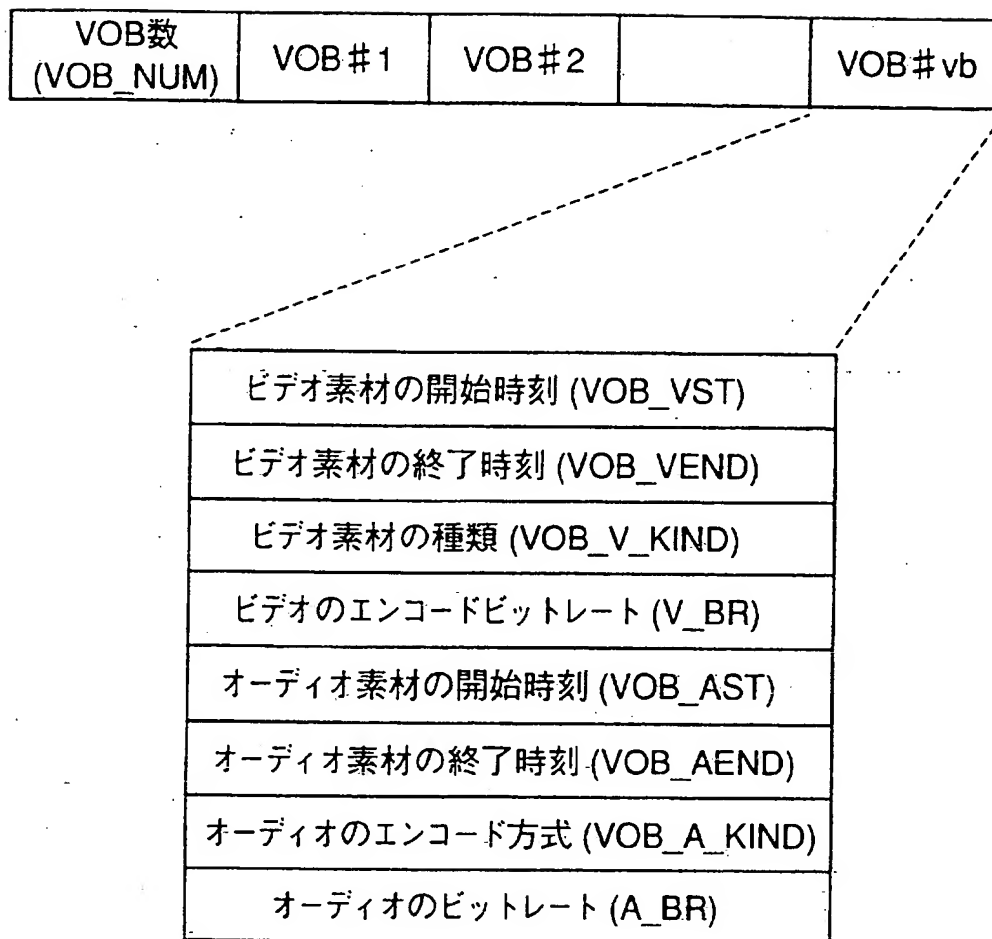 VOB数
(VOB_NUM)
VOB#1
VOB#2
VOB#vb
ビデオ素材の開始時刻 (VOB_VST)
ビデオ素材の終了時刻 (VOB_VEND)
ビデオ素材の種類 (VOB_V_KIND)
ビデオのエンコードビットレート (V_BR)
オーディオ素材の開始時刻 (VOB_AST)
オーディオ素材の終了時刻 (VOB_AEND)
オーディオのエンコード方式 (VOB_A_KIND)
オーディオのビットレート (A_BR)